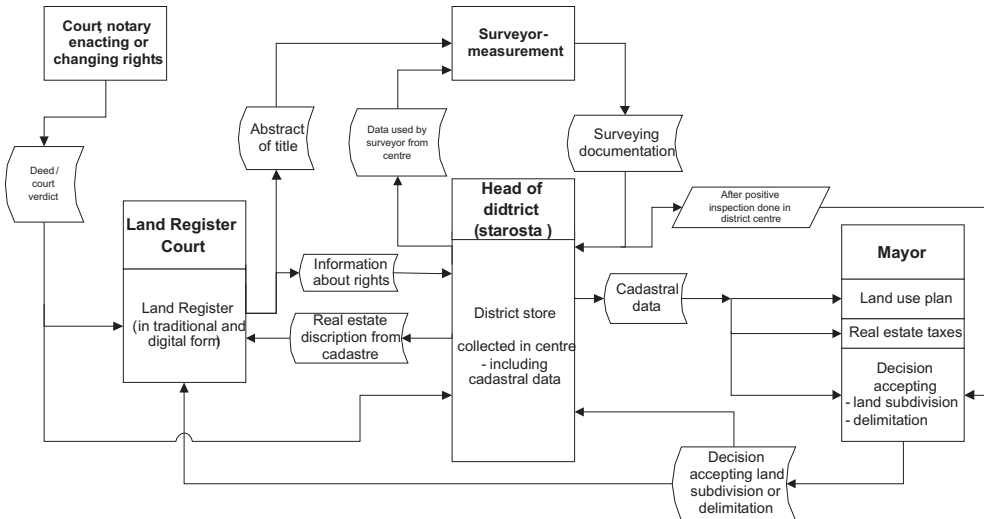 Court, notary
enacting or
changing rights
Surveyor-
measurement
Deed /
court
verdict
Abstract
of title
Data used by
surveyor from
centre
Surveying
documentation
Land Register
Court
Land Register
(in traditional and
digital form)
Information
about rights
Real estate
discription from
cadastre
Head of
didtrict
(starosta )
District store
collected in centre
- including
cadastral data
After positive
inspection done in
district centre
Cadastral
data
Mayor
Land use plan
Real estate taxes
Decision
accepting
- land subdivision
- delimitation
Decision
accepting land
subdivision or
delimitation